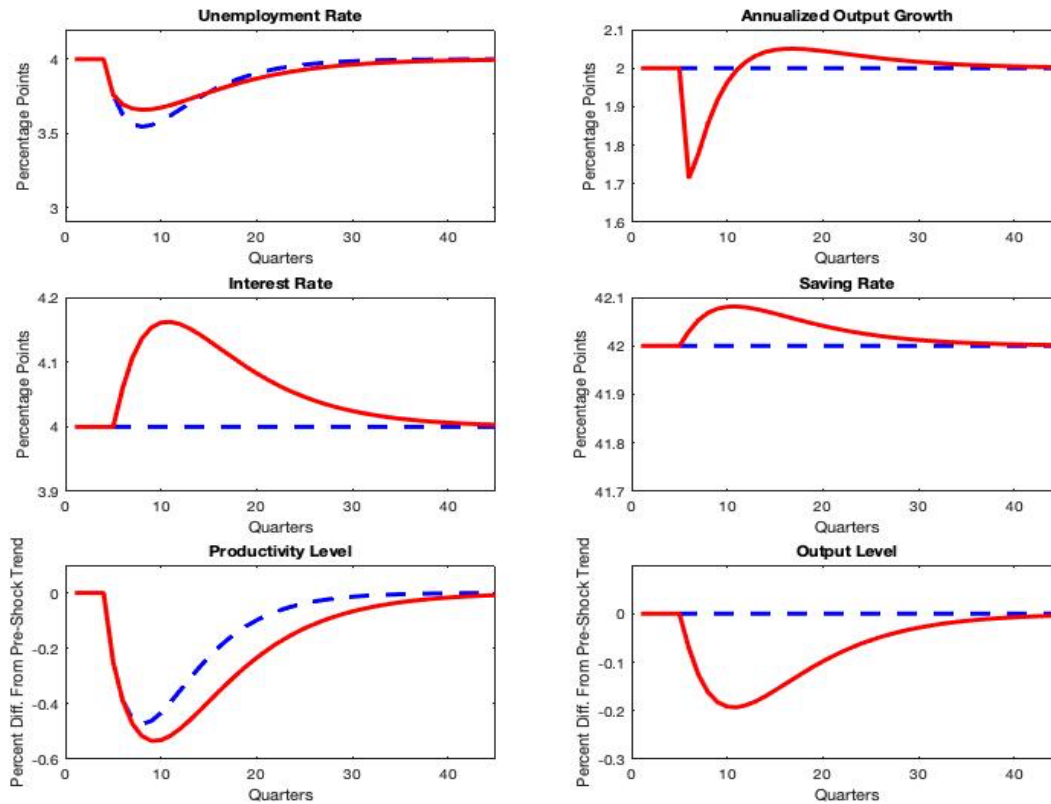 Unemployment Rate
Percentage Points
4
3.5
3
0 10 20 30 40
Quarters
Annualized Output Growth
Percentage Points
2.1
2
1.9
1.8
1.7
1.6
0 10 20 30 40
Quarters
Interest Rate
Percentage Points
4.2
4.1
4
3.9
0 10 20 30 40
Quarters
Saving Rate
Percentage Points
42.1
42
41.9
41.8
41.7
0 10 20 30 40
Quarters
Productivity Level
Percent Diff. From Pre-Shock Trend
0
-0.2
-0.4
-0.6
0 10 20 30 40
Quarters
Output Level
Percent Diff. From Pre-Shock Trend
0
-0.1
-0.2
-0.3
0 10 20 30 40
Quarters